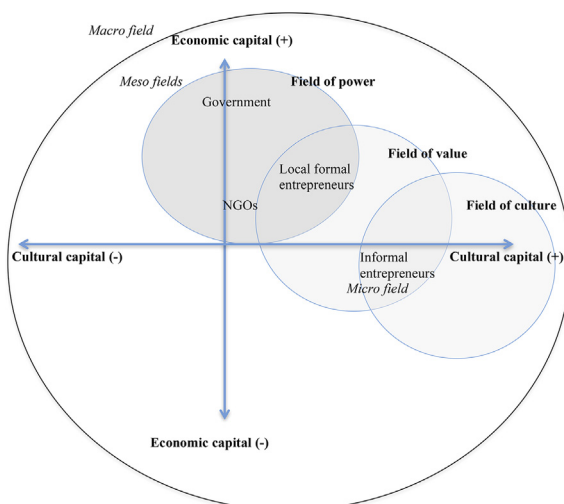 Macro field
Economic capital (+)
Meso fields
Field of power
Government
Field of value
Local formal
entrepreneurs
NGOs
Field of culture
Cultural capital (-)
Informal
entrepreneurs
Cultural capital (+)
Micro field
Economic capital (-)